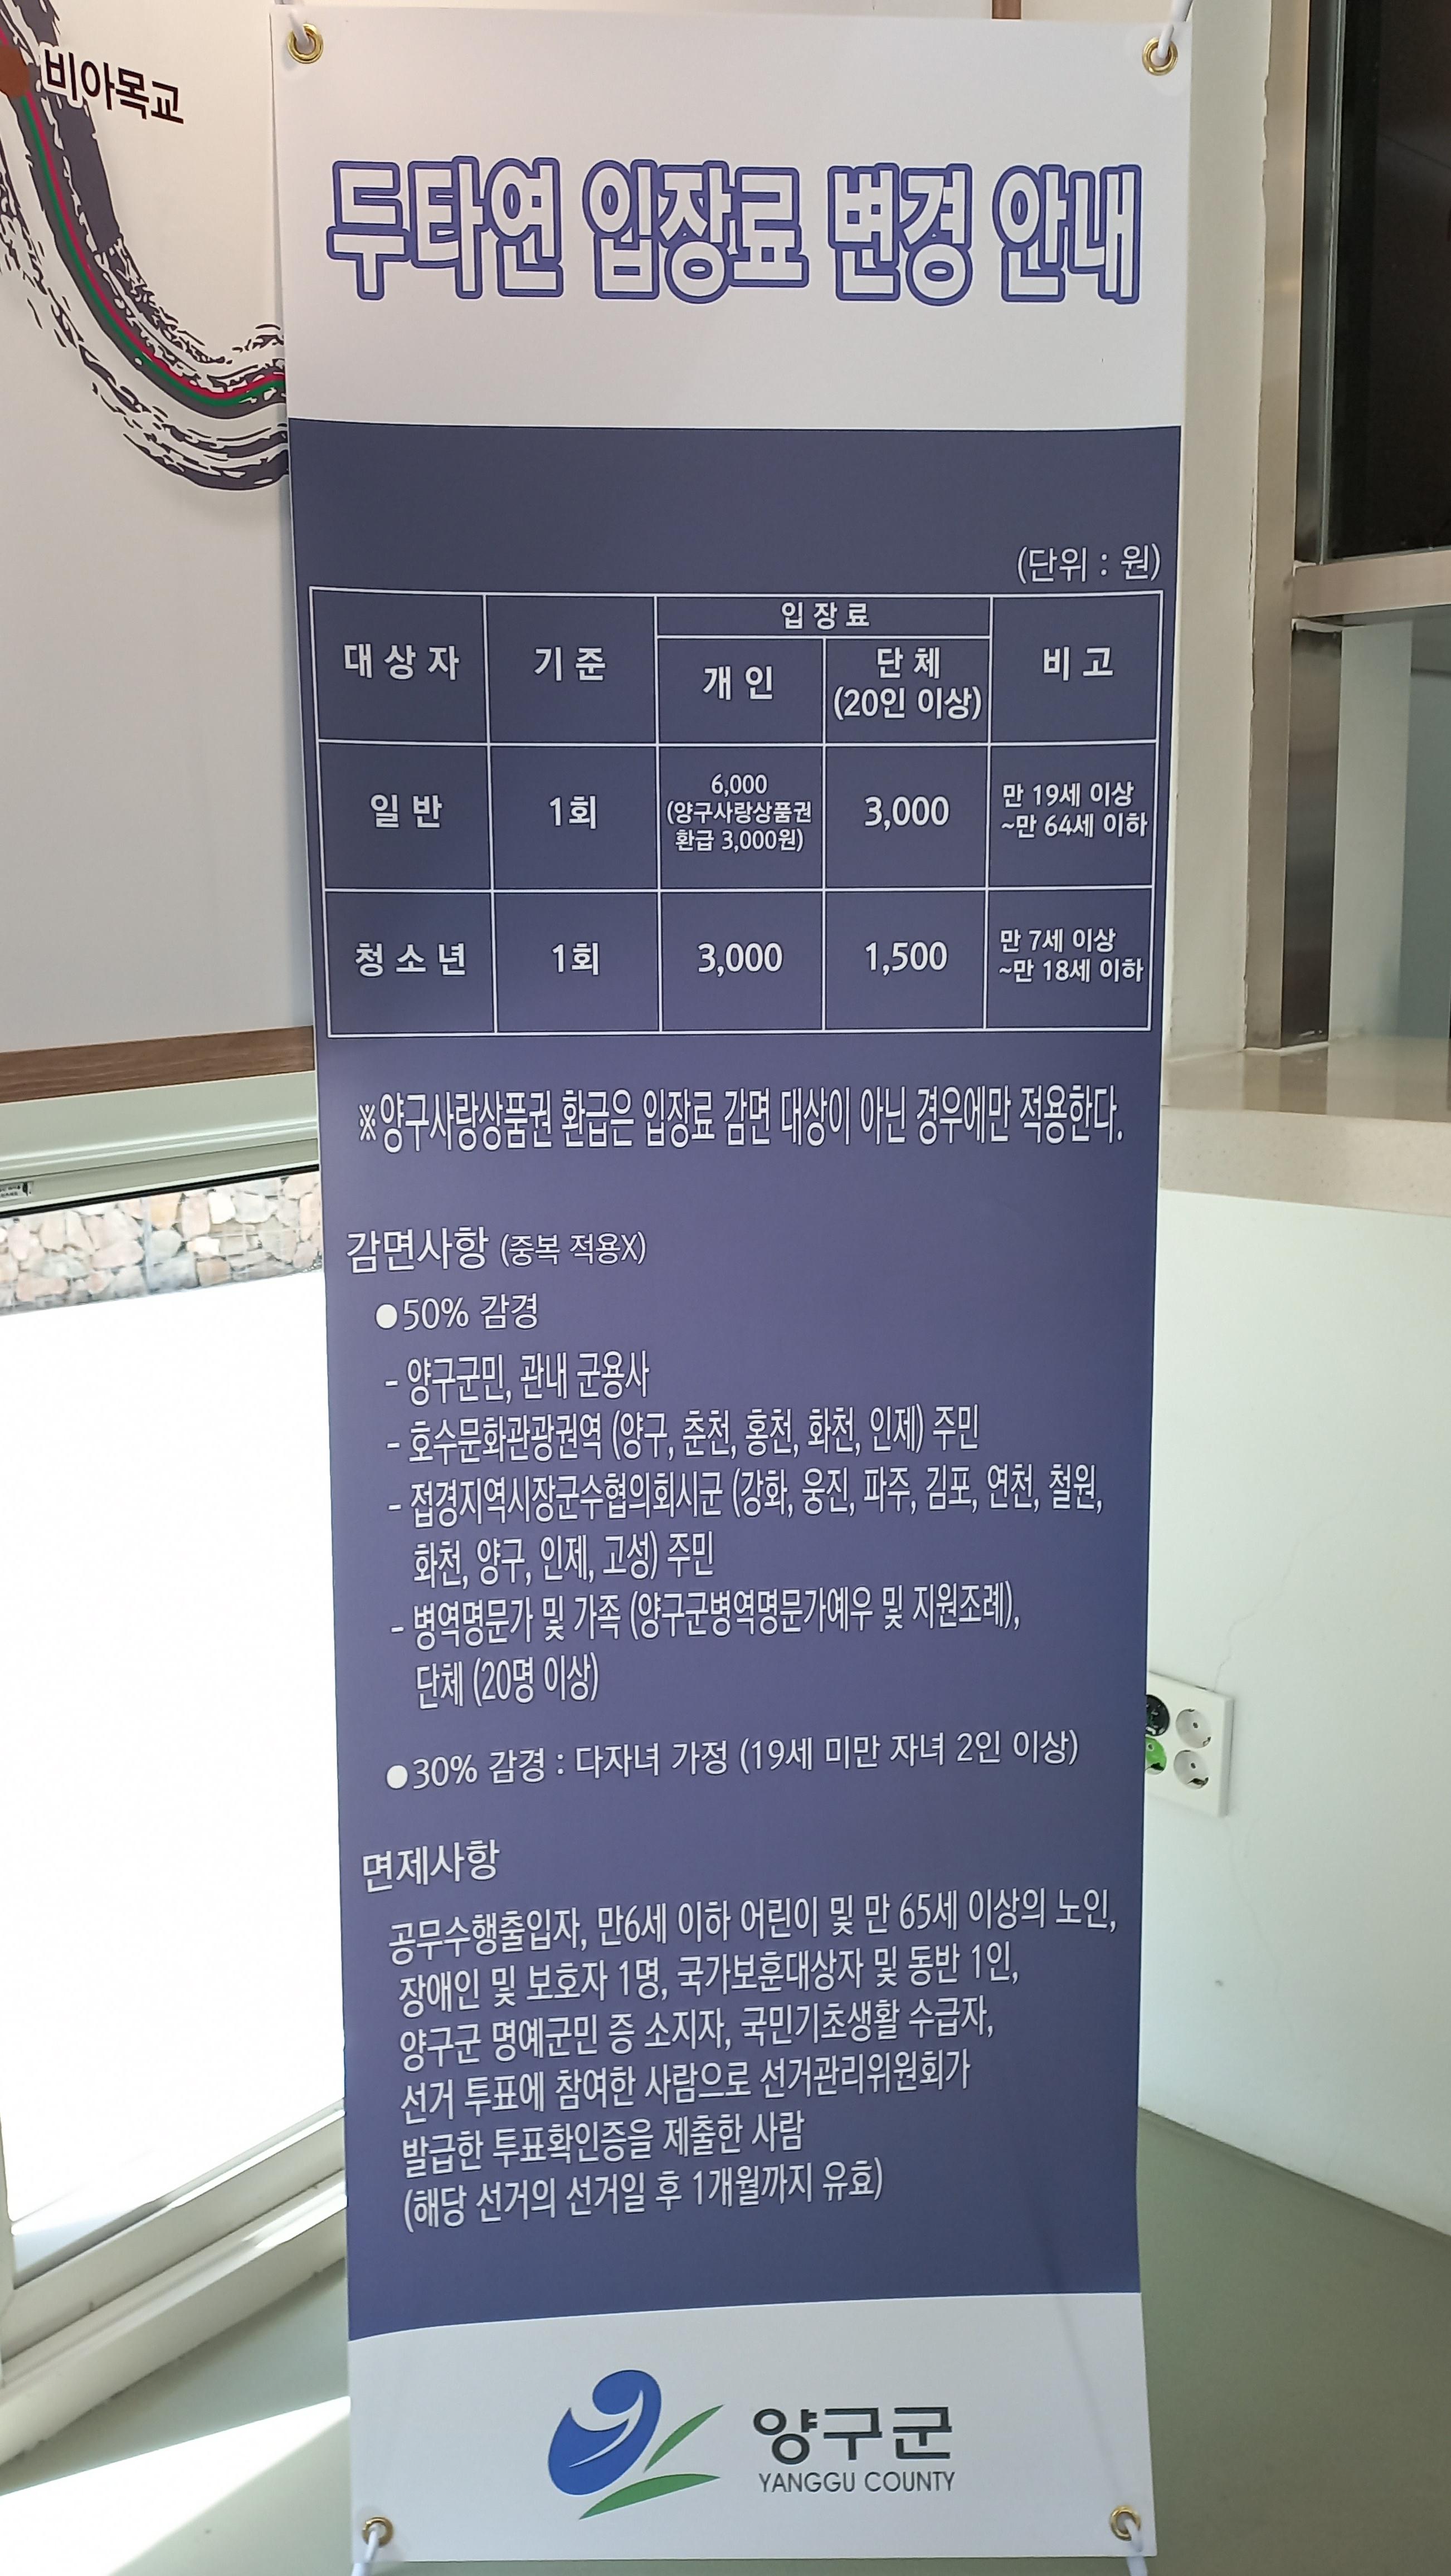 비아목교
두타연 입장료 변경 안내
(단위 : 원)
대상자 기준 입장료 비고
개인 단체
(20인 이상)
일반 1회 6,000
(양구사랑상품권
환급 3,000원) 3,000 만 19세 이상
~만 64세 이하
청소년 1회 3,000 1,500 만 7세 이상
~만 18세 이하
※양구사랑상품권 환급은 입장료 감면 대상이 아닌 경우에만 적용한다.
감면사항 (중복 적용X)
●50% 감경
- 양구군민, 관내 군용사
- 호수문화관광권역 (양구, 춘천, 홍천, 화천, 인제) 주민
- 접경지역시장군수협의회시군 (강화, 웅진, 파주, 김포, 연천, 철원,
화천, 양구, 인제, 고성) 주민
- 병역명문가 및 가족 (양구군병역명문가예우 및 지원조례),
단체 (20명 이상)
●30% 감경 : 다자녀 가정 (19세 미만 자녀 2인 이상)
면제사항
공무수행출입자, 만6세 이하 어린이 및 만 65세 이상의 노인,
장애인 및 보호자 1명, 국가보훈대상자 및 동반 1인,
양구군 명예군민 증 소지자, 국민기초생활 수급자,
선거 투표에 참여한 사람으로 선거관리위원회가
발급한 투표확인증을 제출한 사람
(해당 선거의 선거일 후 1개월까지 유효)
양구군
YANGGU COUNTY